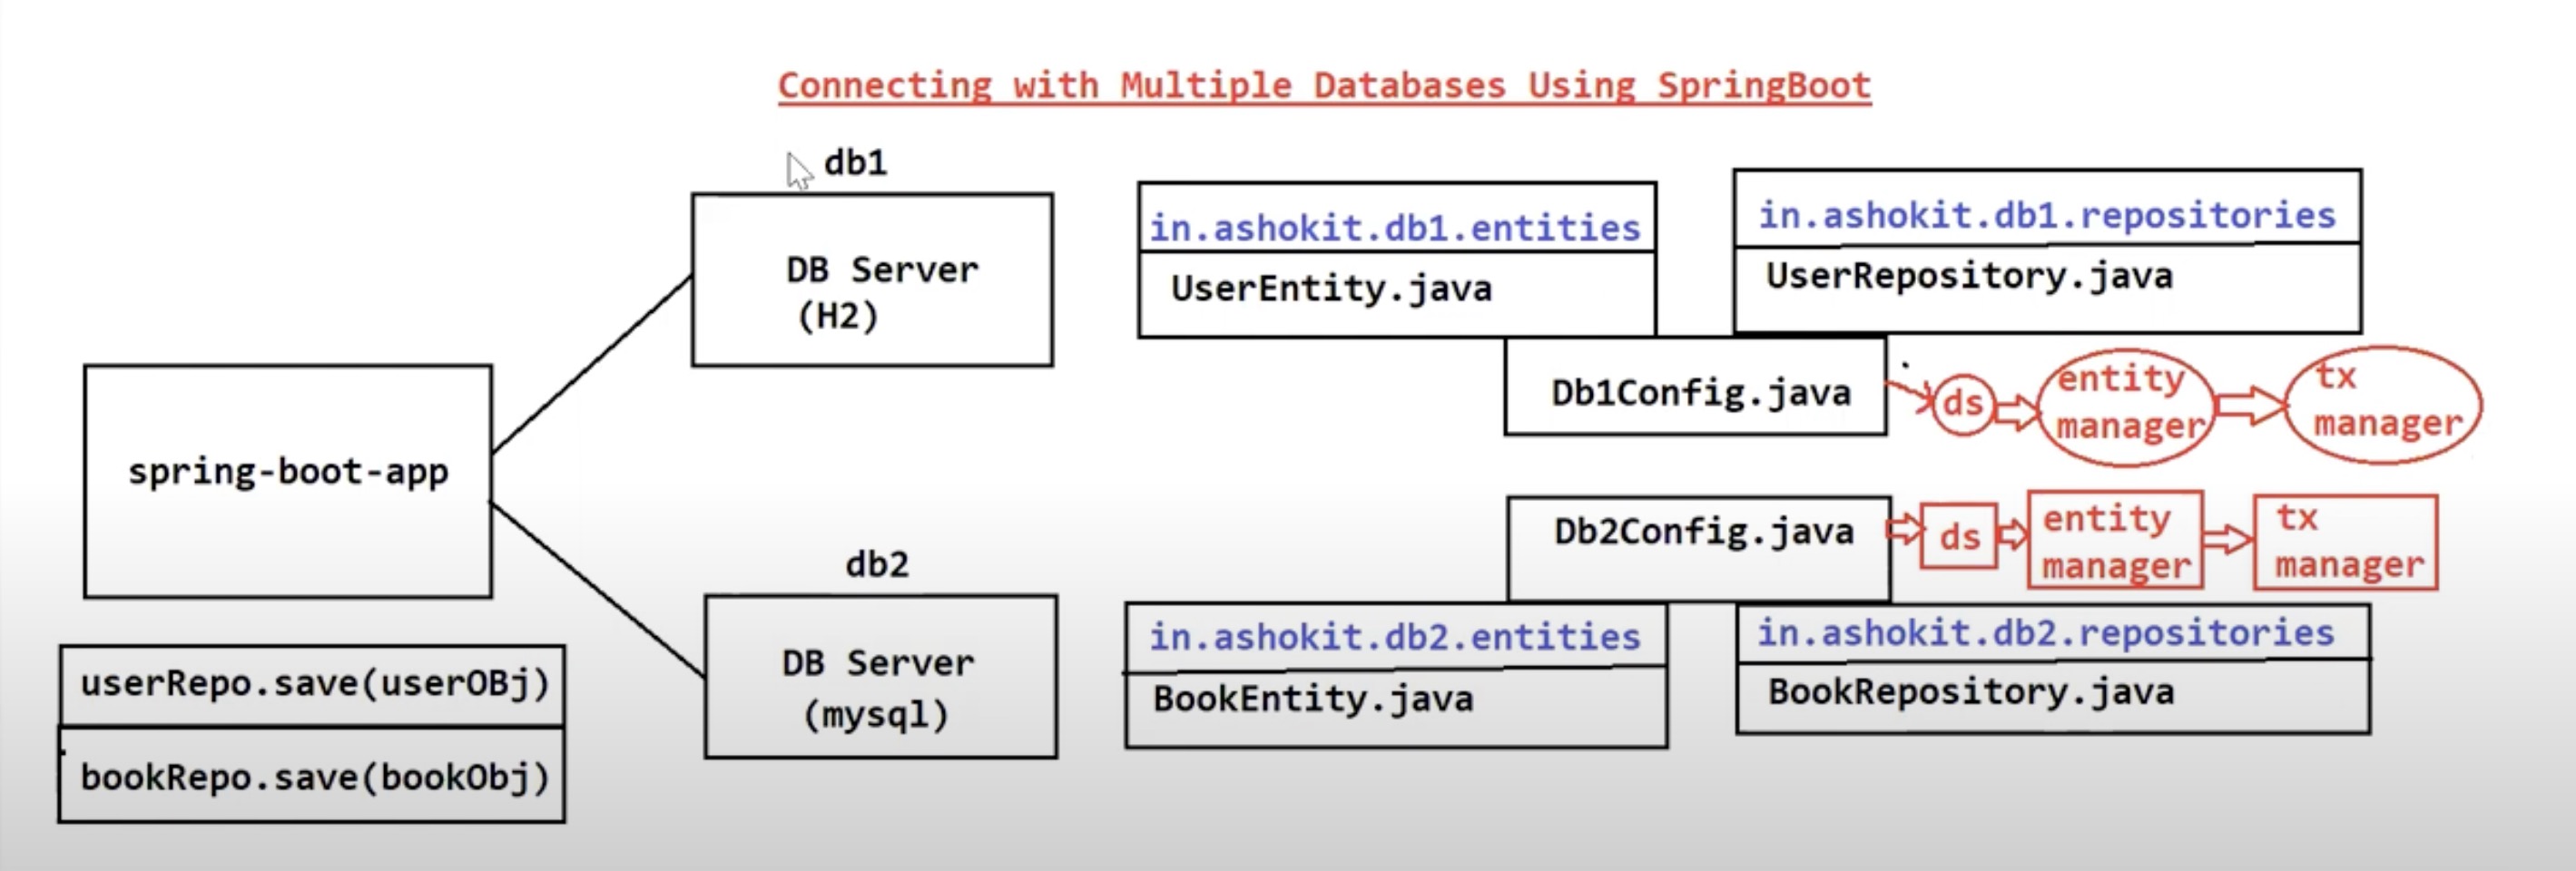 Connecting with Multiple Databases Using SpringBoot
db1
DB Server
(H2)
in.ashokit.db1.entities
UserEntity.java
in.ashokit.db1.repositories
UserRepository.java
Db1Config.java
ds
entity
manager
tx
manager
spring-boot-app
Db2Config.java
ds
entity
manager
tx
manager
db2
DB Server
(mysql)
in.ashokit.db2.entities
BookEntity.java
in.ashokit.db2.repositories
BookRepository.java
userRepo.save(userOBj)
bookRepo.save(bookObj)